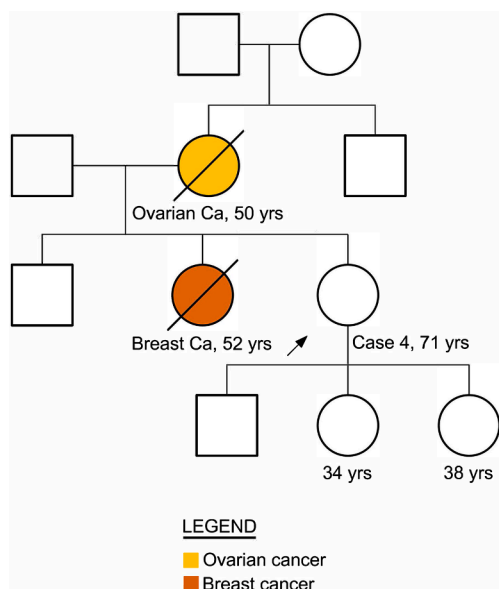 Ovarian Ca, 50 yrs
Breast Ca, 52 yrs
Case 4, 71 yrs
34 yrs
38 yrs
LEGEND
Ovarian cancer
Breast cancer